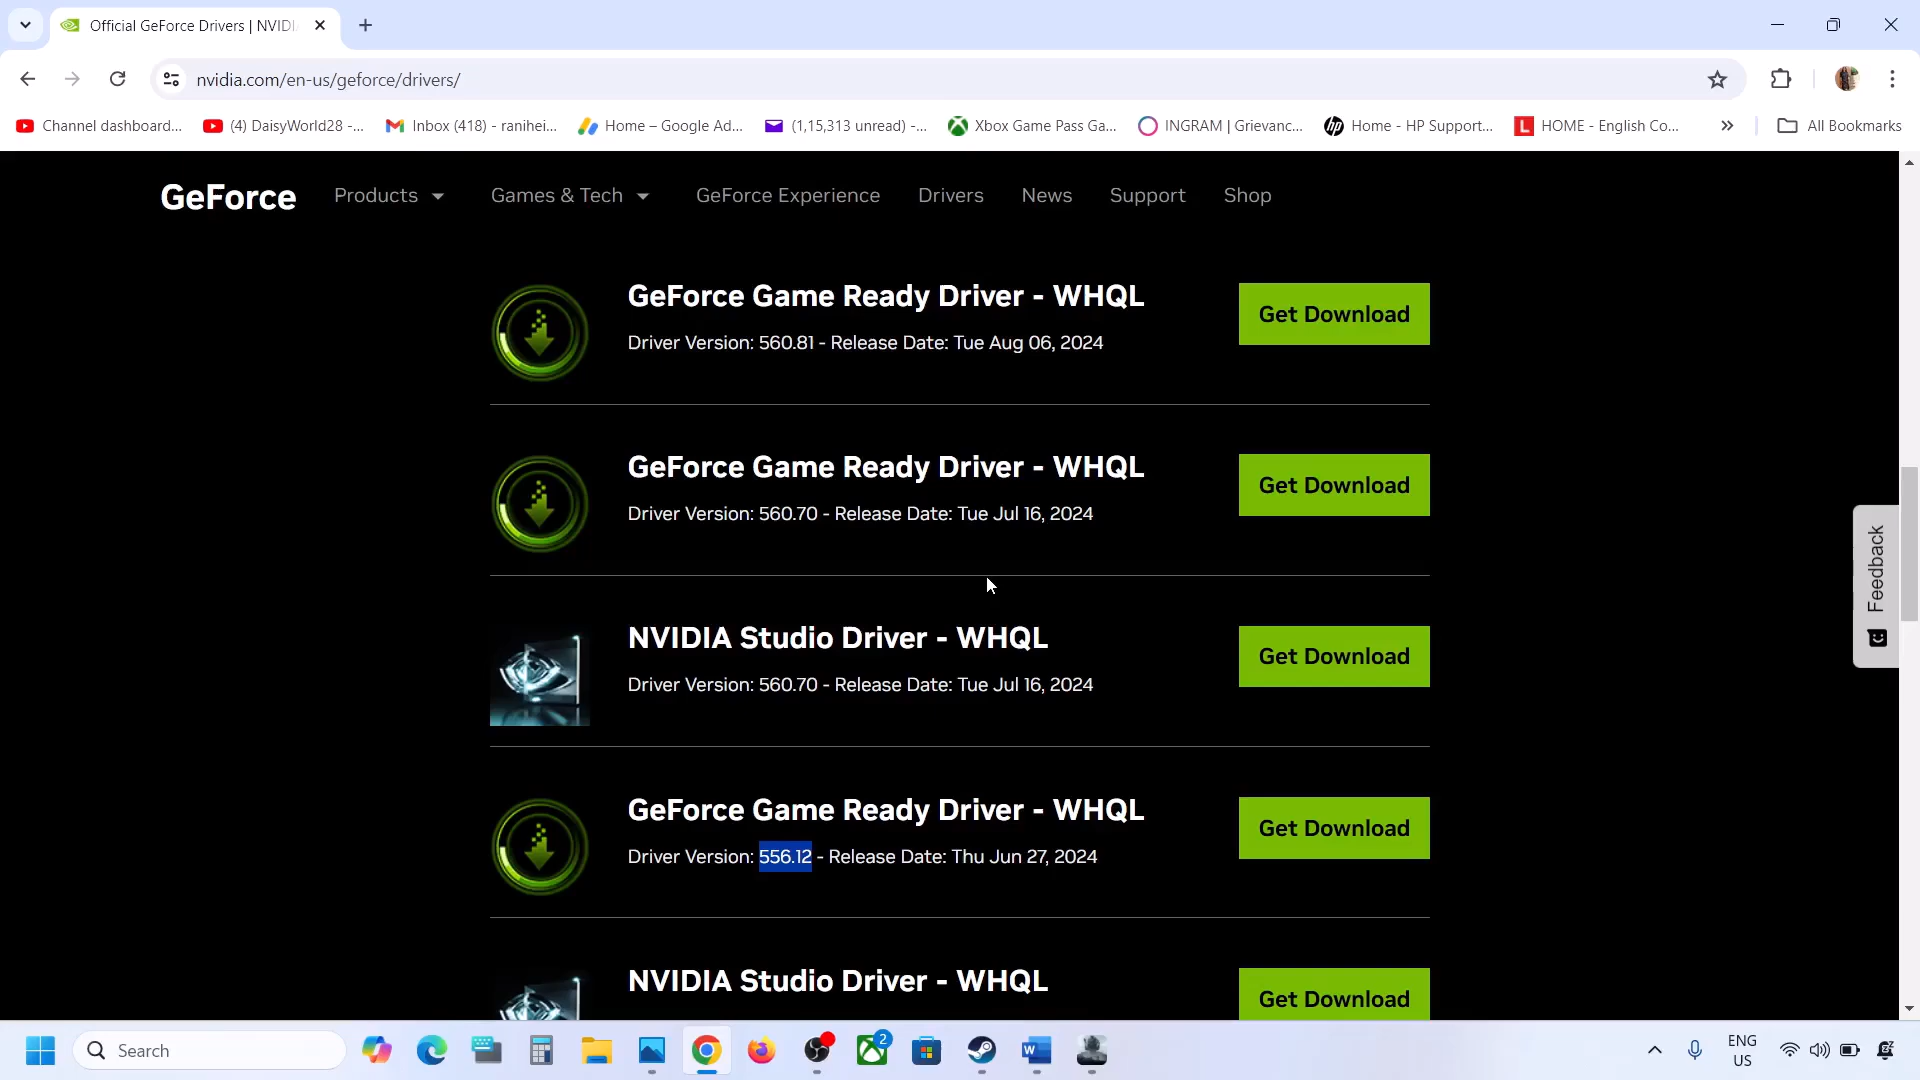 Official GeForce Drivers | NVIDI
nvidia.com/en-us/geforce/drivers/
Channel dashboard... (4) DaisyWorld28 -... Inbox (418) - ranihei... Home – Google Ad... (1,15,313 unread) -... Xbox Game Pass Ga... INGRAM | Grievanc... hp Home - HP Support... L HOME - English Co... » All Bookmarks
GeForce Products Games & Tech GeForce Experience Drivers News Support Shop
GeForce Game Ready Driver - WHQL
Get Download
Driver Version: 560.81 - Release Date: Tue Aug 06, 2024
GeForce Game Ready Driver - WHQL
Get Download
Driver Version: 560.70 - Release Date: Tue Jul 16, 2024
Feedback
NVIDIA Studio Driver - WHQL
Get Download
Driver Version: 560.70 - Release Date: Tue Jul 16, 2024
GeForce Game Ready Driver - WHQL
Get Download
Driver Version: 556.12 - Release Date: Thu Jun 27, 2024
NVIDIA Studio Driver - WHQL
Get Download
Search
2
W
ENG
US